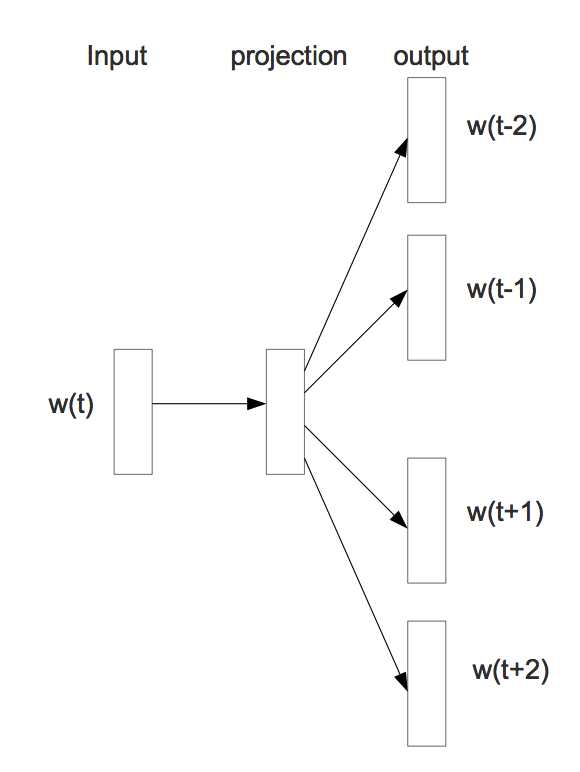 Input projection output
w(t-2)
w(t-1)
w(t)
w(t+1)
w(t+2)